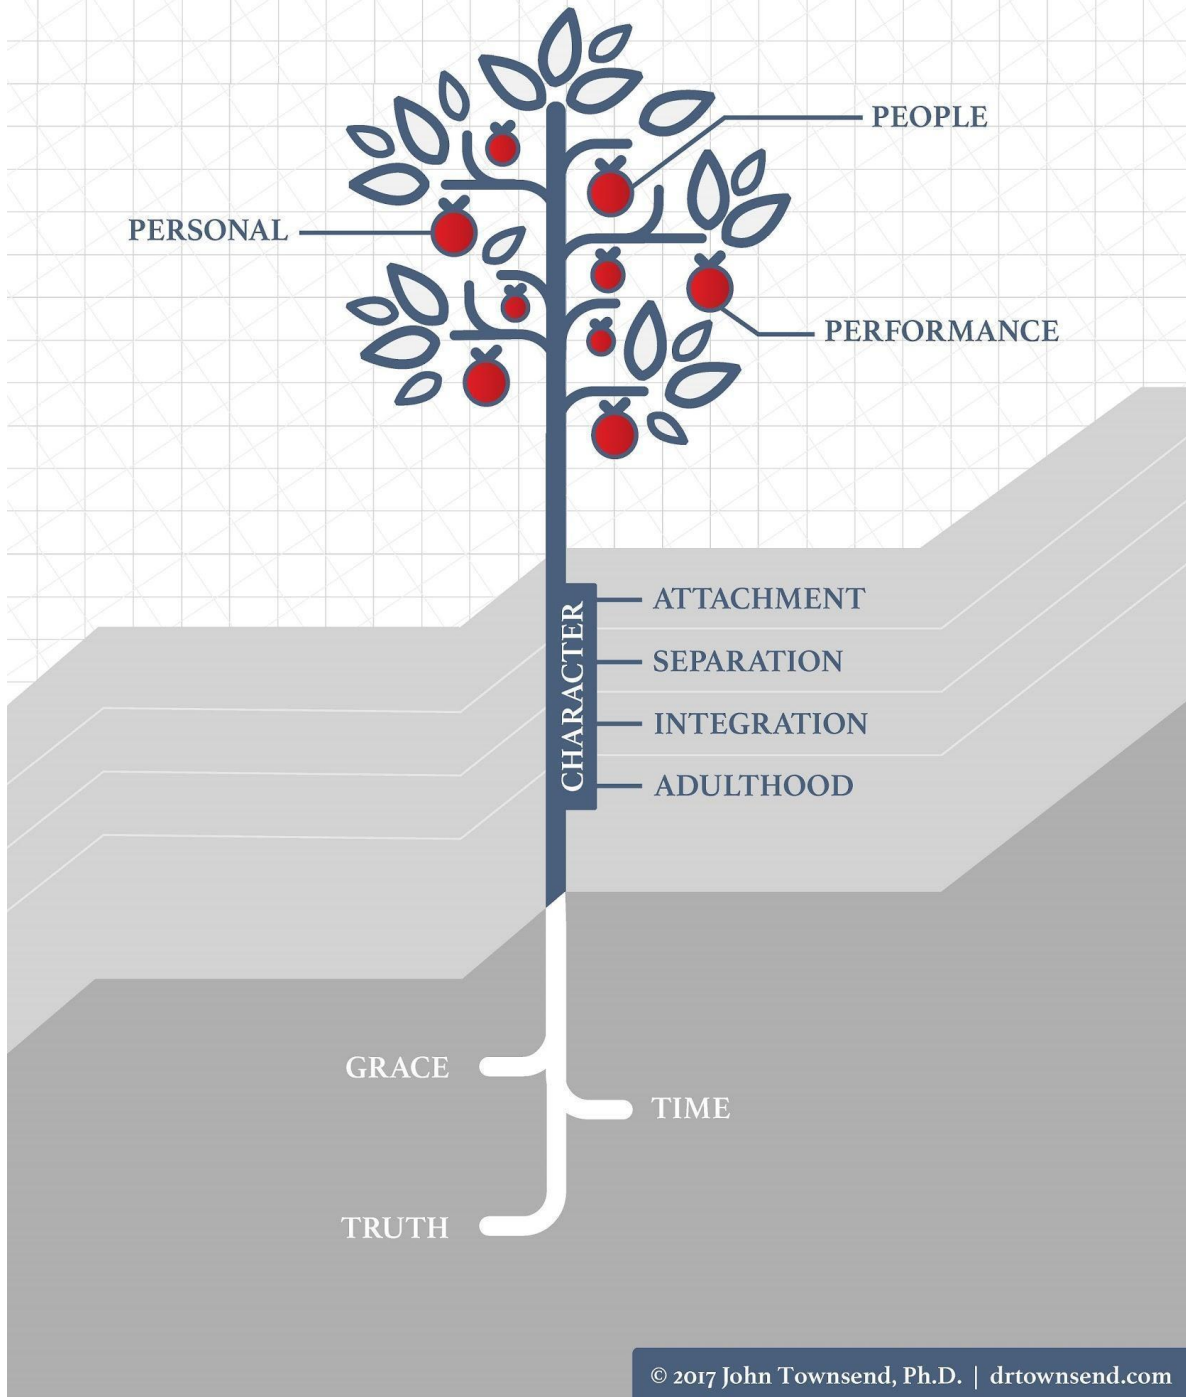 PEOPLE
PERSONAL
PERFORMANCE
CHARACTER
ATTACHMENT
SEPARATION
INTEGRATION
ADULTHOOD
GRACE
TIME
TRUTH
© 2017 John Townsend, Ph.D. | drtownsend.com